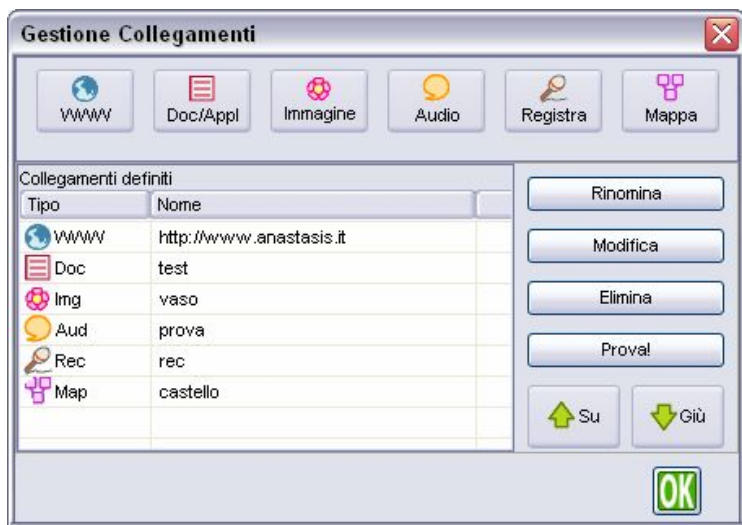 Gestione Collegamenti
WWW Doc/Appl Immagine Audio Registra Mappa
Collegamenti definiti
Tipo Nome
WWW http://www.anastasis.it
Doc test
Img vaso
Aud prova
Rec rec
Map castello
Rinomina
Modifica
Elimina
Prova!
Su Giù
OK